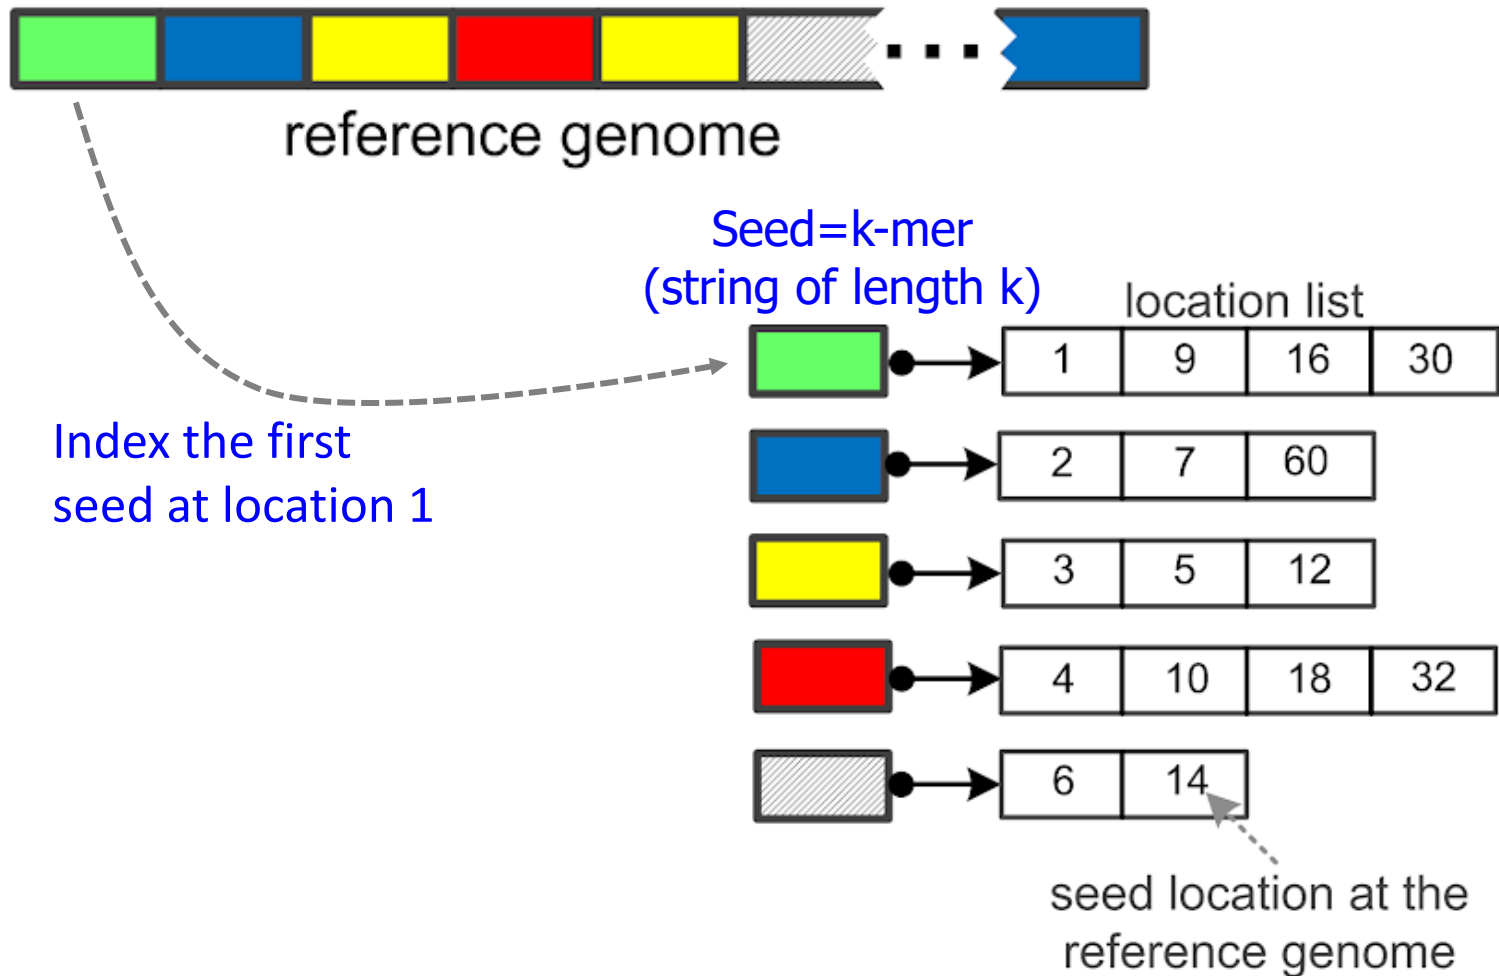 reference genome
Seed=k-mer
(string of length k)
location list
1 9 16 30
Index the first
seed at location 1
2 7 60
3 5 12
4 10 18 32
6 14
seed location at the
reference genome